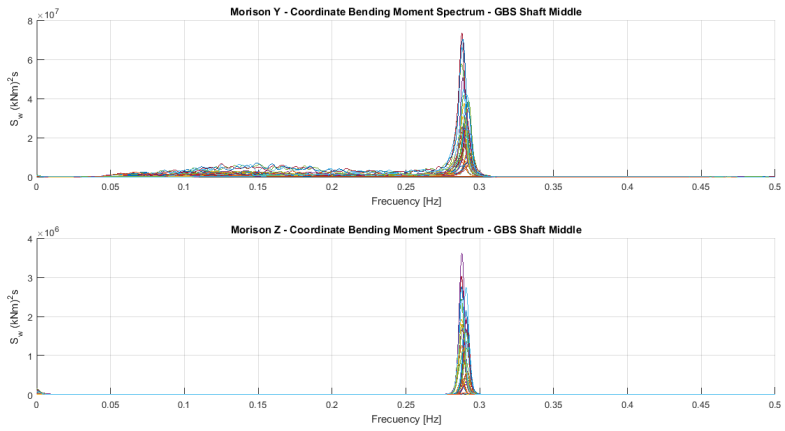 Morison Y - Coordinate Bending Moment Spectrum - GBS Shaft Middle
×10⁷
8
6
4
2
0
S_w (kNm)²s
0 0.05 0.1 0.15 0.2 0.25 0.3 0.35 0.4 0.45 0.5
Frecuency [Hz]
Morison Z - Coordinate Bending Moment Spectrum - GBS Shaft Middle
×10⁶
4
3
2
1
0
S_w (kNm)²s
0 0.05 0.1 0.15 0.2 0.25 0.3 0.35 0.4 0.45 0.5
Frecuency [Hz]